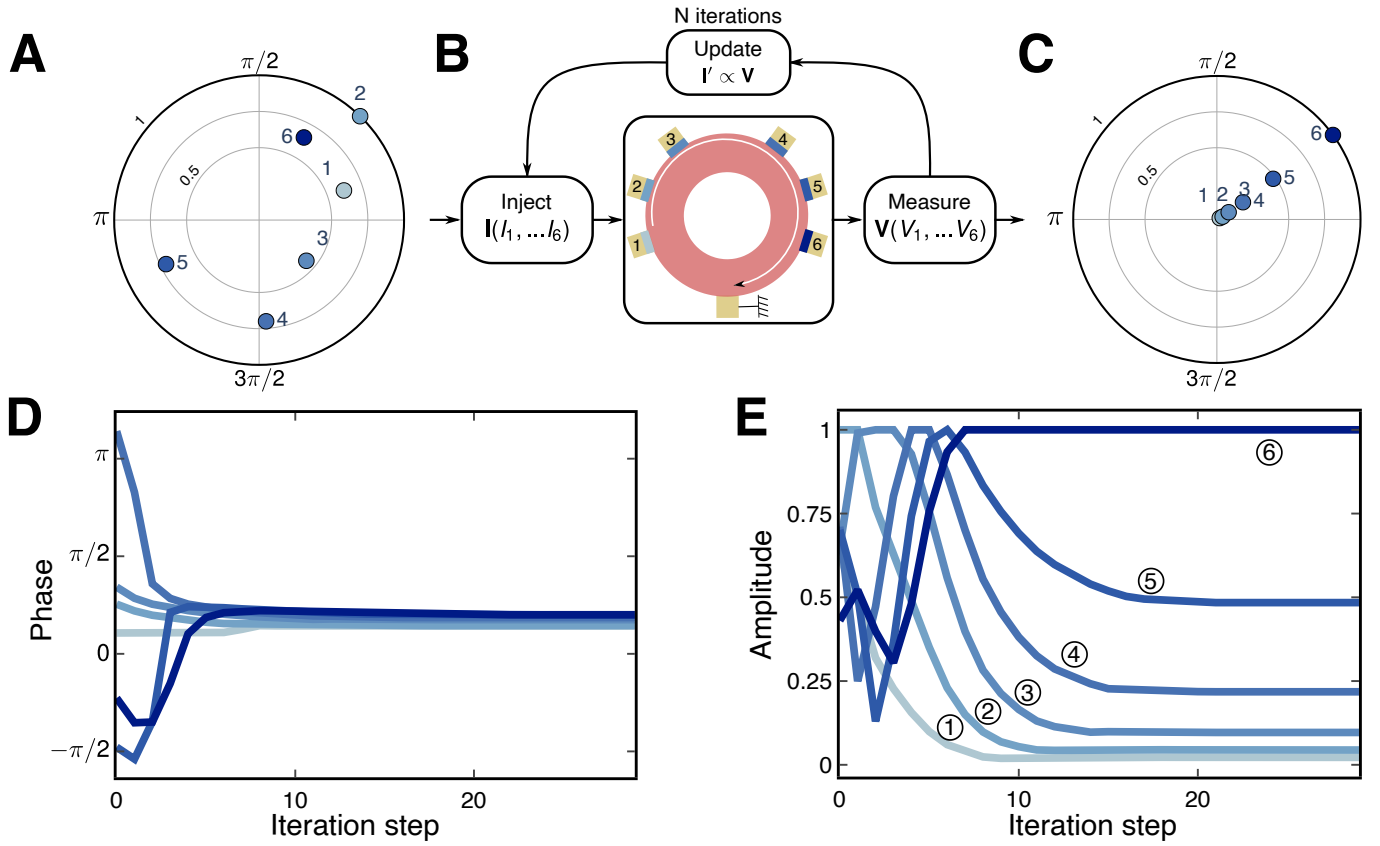 A
π/2
1
0.5
π
3π/2
1
2
3
4
5
6
B
N iterations
Update
I′ ∝ V
Inject
I(I₁, ...I₆)
1
2
3
4
5
6
Measure
V(V₁, ...V₆)
C
π/2
1
0.5
π
3π/2
1
2
3
4
5
6
D
Phase
π
π/2
0
−π/2
0
10
20
Iteration step
E
Amplitude
1
0.75
0.5
0.25
0
⑥
⑤
④
③
②
①
0
10
20
Iteration step